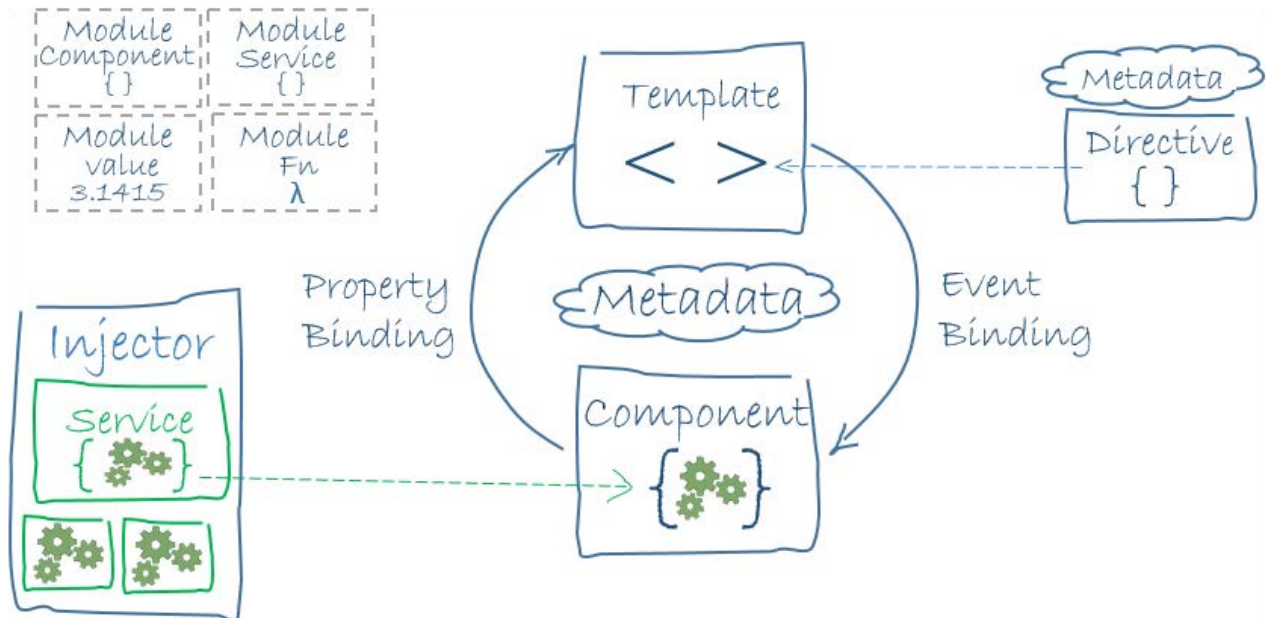 Module
Component
{ }
Module
Service
{ }
Module
value
3.1415
Module
Fn
λ
Template
< >
Metadata
Directive
{ }
Property
Binding
Metadata
Event
Binding
Injector
Service
{ }
Component
{ }